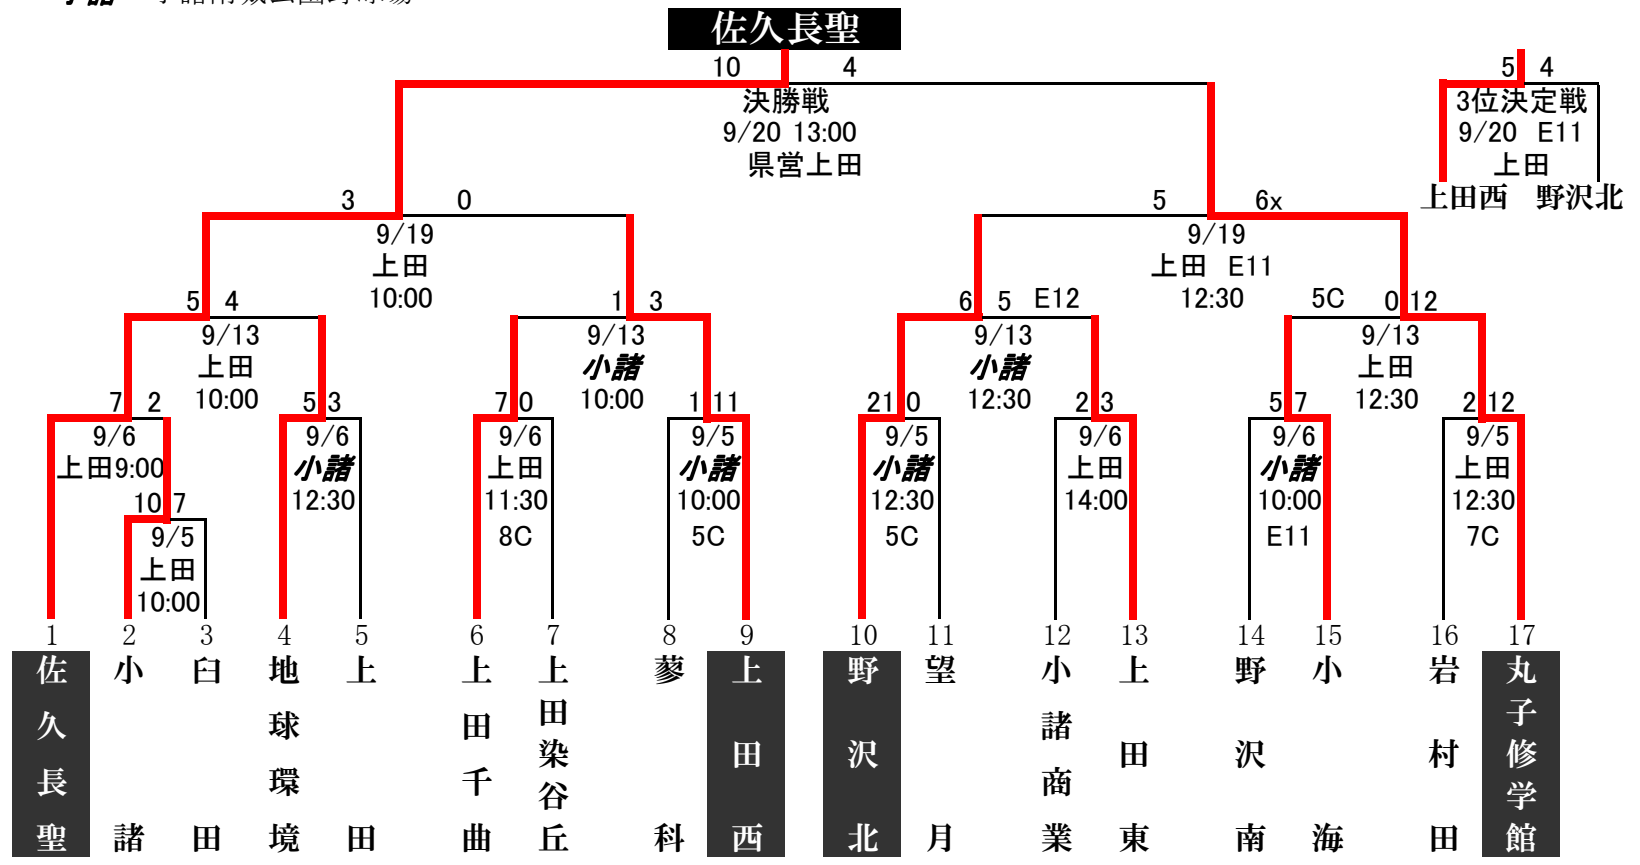 佐久長聖
10 4
決勝戦
9/20 13:00
県営上田
5 4
3位決定戦
9/20 E11
上田
上田西 野沢北
3 0
9/19
上田
10:00
5 6x
9/19
上田 E11
12:30
5 4
9/13
上田
10:00
1 3
9/13
小諸
10:00
6 5 E12
9/13
小諸
12:30
5C 0 12
9/13
上田
12:30
7 2
9/6
上田9:00
5 3
9/6
小諸
12:30
7 0
9/6
上田
11:30
8C
1 11
9/5
小諸
10:00
5C
21 0
9/5
小諸
12:30
5C
2 3
9/6
上田
14:00
5 7
9/6
小諸
10:00
E11
2 12
9/5
上田
12:30
7C
10 7
9/5
上田
10:00
1 2 3 4 5 6 7 8 9 10 11 12 13 14 15 16 17
佐久長聖
小諸
臼田
地球環境
上田
上田千曲
上田染谷丘
蓼科
上田西
野沢北
望月
小諸商業
上田東
野沢南
小海
岩村田
丸子修学館